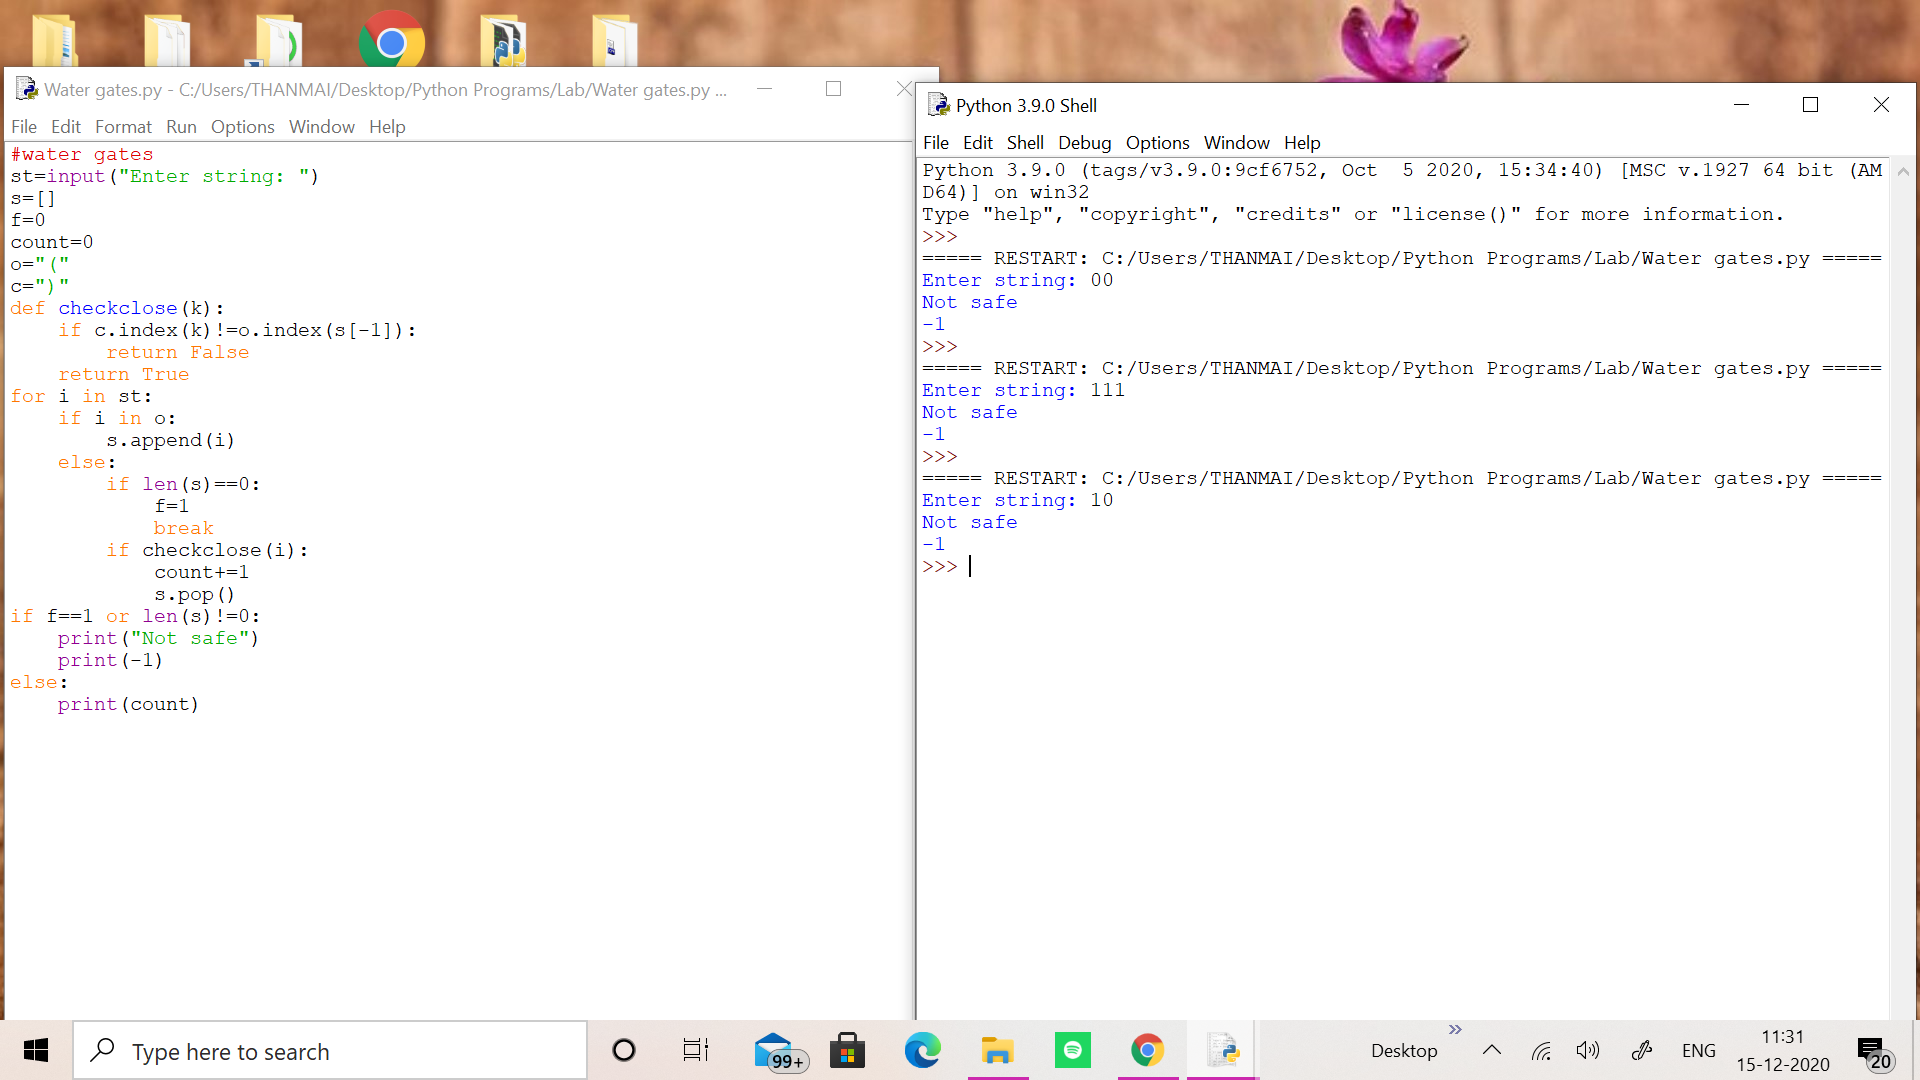 Water gates.py - C:/Users/THANMAI/Desktop/Python Programs/Lab/Water gates.py ...
File Edit Format Run Options Window Help
#water gates
st=input("Enter string: ")
s=[]
f=0
count=0
o="("
c=")"
def checkclose(k):
    if c.index(k)!=o.index(s[-1]):
        return False
    return True
for i in st:
    if i in o:
        s.append(i)
    else:
        if len(s)==0:
            f=1
            break
        if checkclose(i):
            count+=1
            s.pop()
if f==1 or len(s)!=0:
    print("Not safe")
    print(-1)
else:
    print(count)
Python 3.9.0 Shell
File Edit Shell Debug Options Window Help
Python 3.9.0 (tags/v3.9.0:9cf6752, Oct  5 2020, 15:34:40) [MSC v.1927 64 bit (AM
D64)] on win32
Type "help", "copyright", "credits" or "license()" for more information.
>>>
===== RESTART: C:/Users/THANMAI/Desktop/Python Programs/Lab/Water gates.py =====
Enter string: 00
Not safe
-1
>>>
===== RESTART: C:/Users/THANMAI/Desktop/Python Programs/Lab/Water gates.py =====
Enter string: 111
Not safe
-1
>>>
===== RESTART: C:/Users/THANMAI/Desktop/Python Programs/Lab/Water gates.py =====
Enter string: 10
Not safe
-1
>>>
Type here to search
99+
Desktop
ENG
11:31
15-12-2020
20